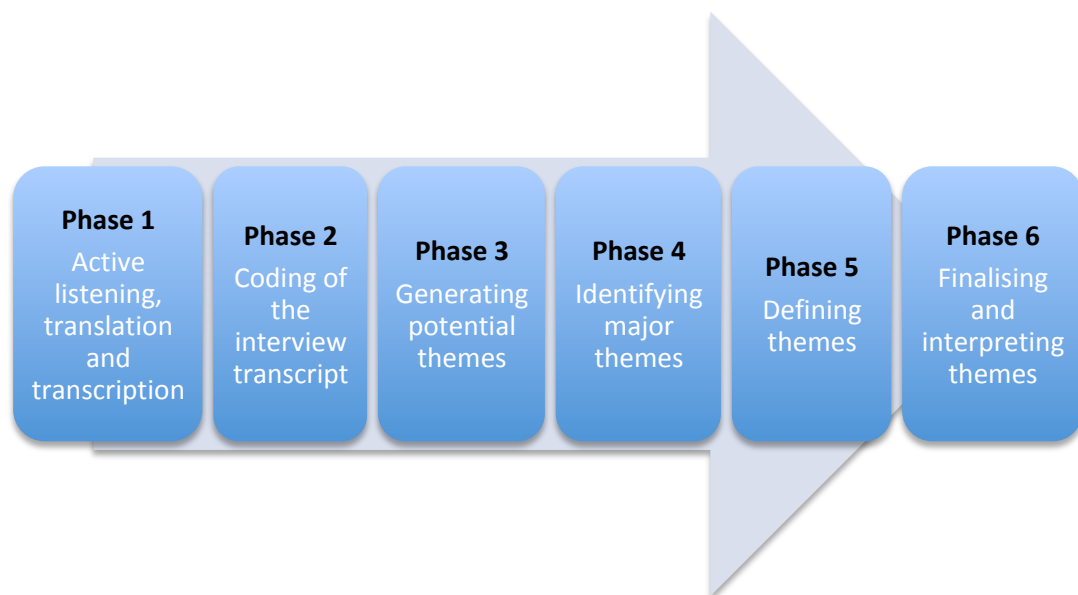 Phase 1
Active
listening,
translation
and
transcription
Phase 2
Coding of
the
interview
transcript
Phase 3
Generating
potential
themes
Phase 4
Identifying
major
themes
Phase 5
Defining
themes
Phase 6
Finalising
and
interpreting
themes